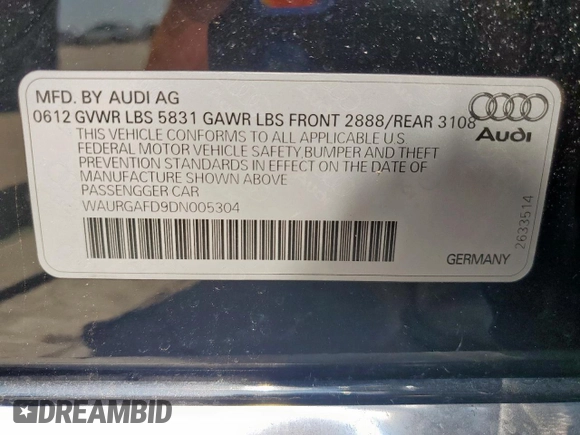 MFD. BY AUDI AG
0612 GVWR LBS 5831 GAWR LBS FRONT 2888/REAR 3108
THIS VEHICLE CONFORMS TO ALL APPLICABLE U S
FEDERAL MOTOR VEHICLE SAFETY BUMPER AND THEFT
PREVENTION STANDARDS IN EFFECT ON THE DATE OF
MANUFACTURE SHOWN ABOVE
PASSENGGER CAR
WAURGAFD9DN005304
Audi
2633514
GERMANY
DREAMBID